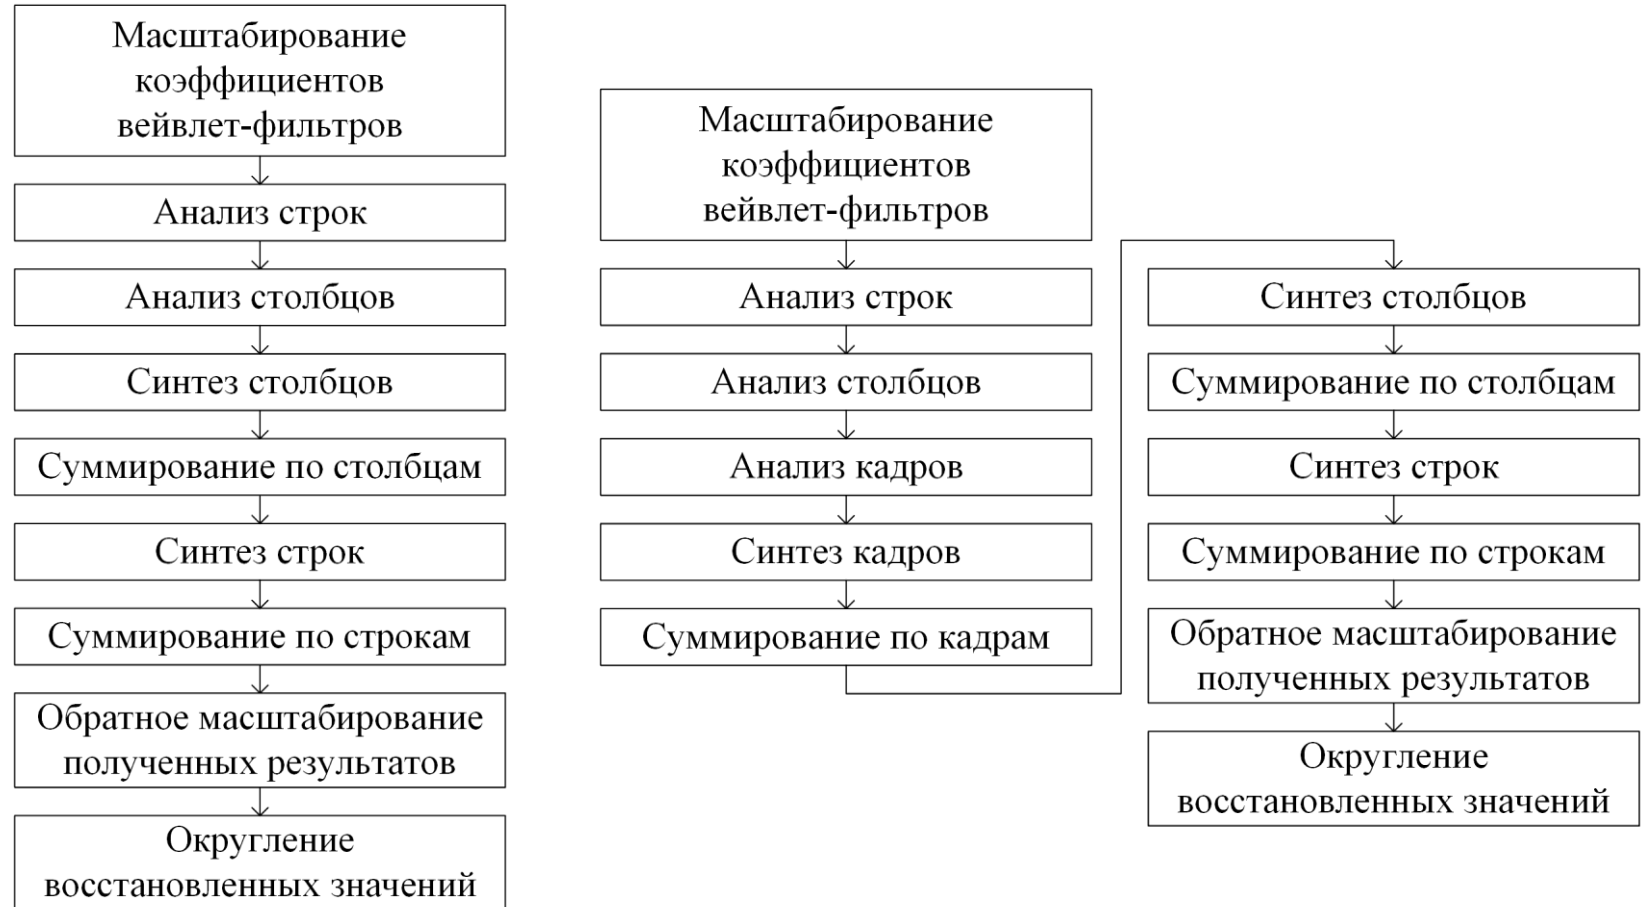 Масштабирование
коэффициентов
вейвлет-фильтров
Анализ строк
Анализ столбцов
Синтез столбцов
Суммирование по столбцам
Синтез строк
Суммирование по строкам
Обратное масштабирование
полученных результатов
Округление
восстановленных значений
Масштабирование
коэффициентов
вейвлет-фильтров
Анализ строк
Анализ столбцов
Анализ кадров
Синтез кадров
Суммирование по кадрам
Синтез столбцов
Суммирование по столбцам
Синтез строк
Суммирование по строкам
Обратное масштабирование
полученных результатов
Округление
восстановленных значений